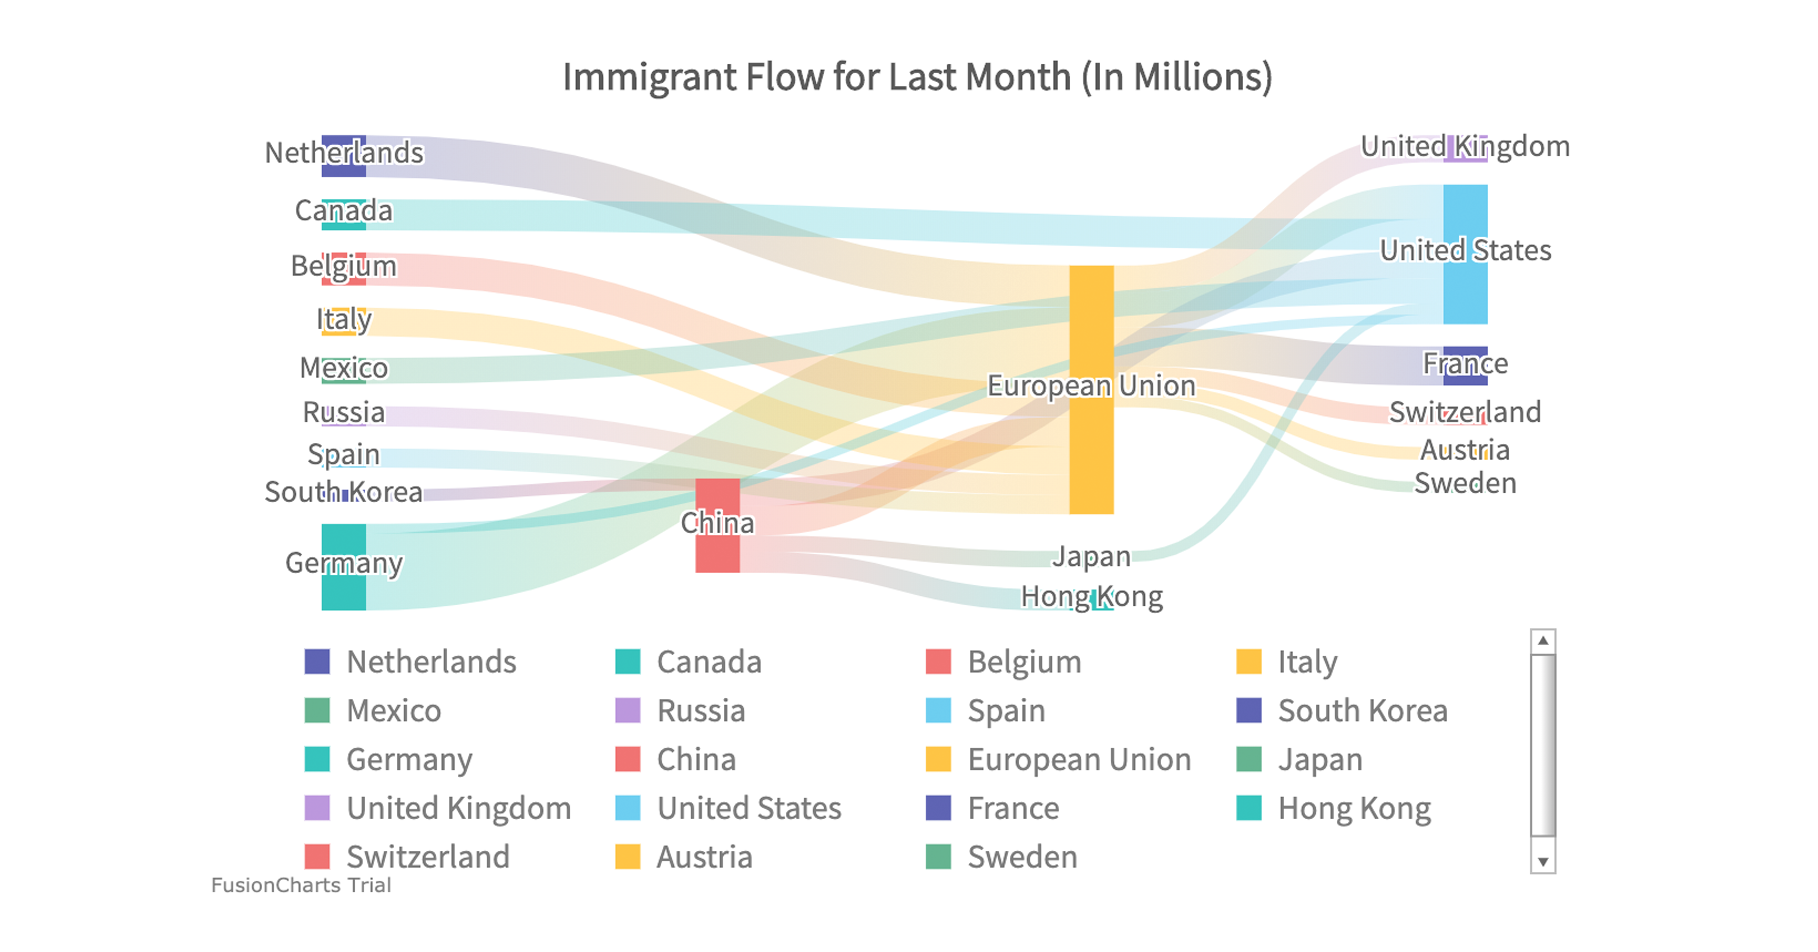 Immigrant Flow for Last Month (In Millions)
Netherlands
Canada
Belgium
Italy
Mexico
Russia
Spain
South Korea
Germany
China
European Union
Japan
Hong Kong
United Kingdom
United States
France
Switzerland
Austria
Sweden
Netherlands Canada Belgium Italy
Mexico Russia Spain South Korea
Germany China European Union Japan
United Kingdom United States France Hong Kong
Switzerland Austria Sweden
FusionCharts Trial